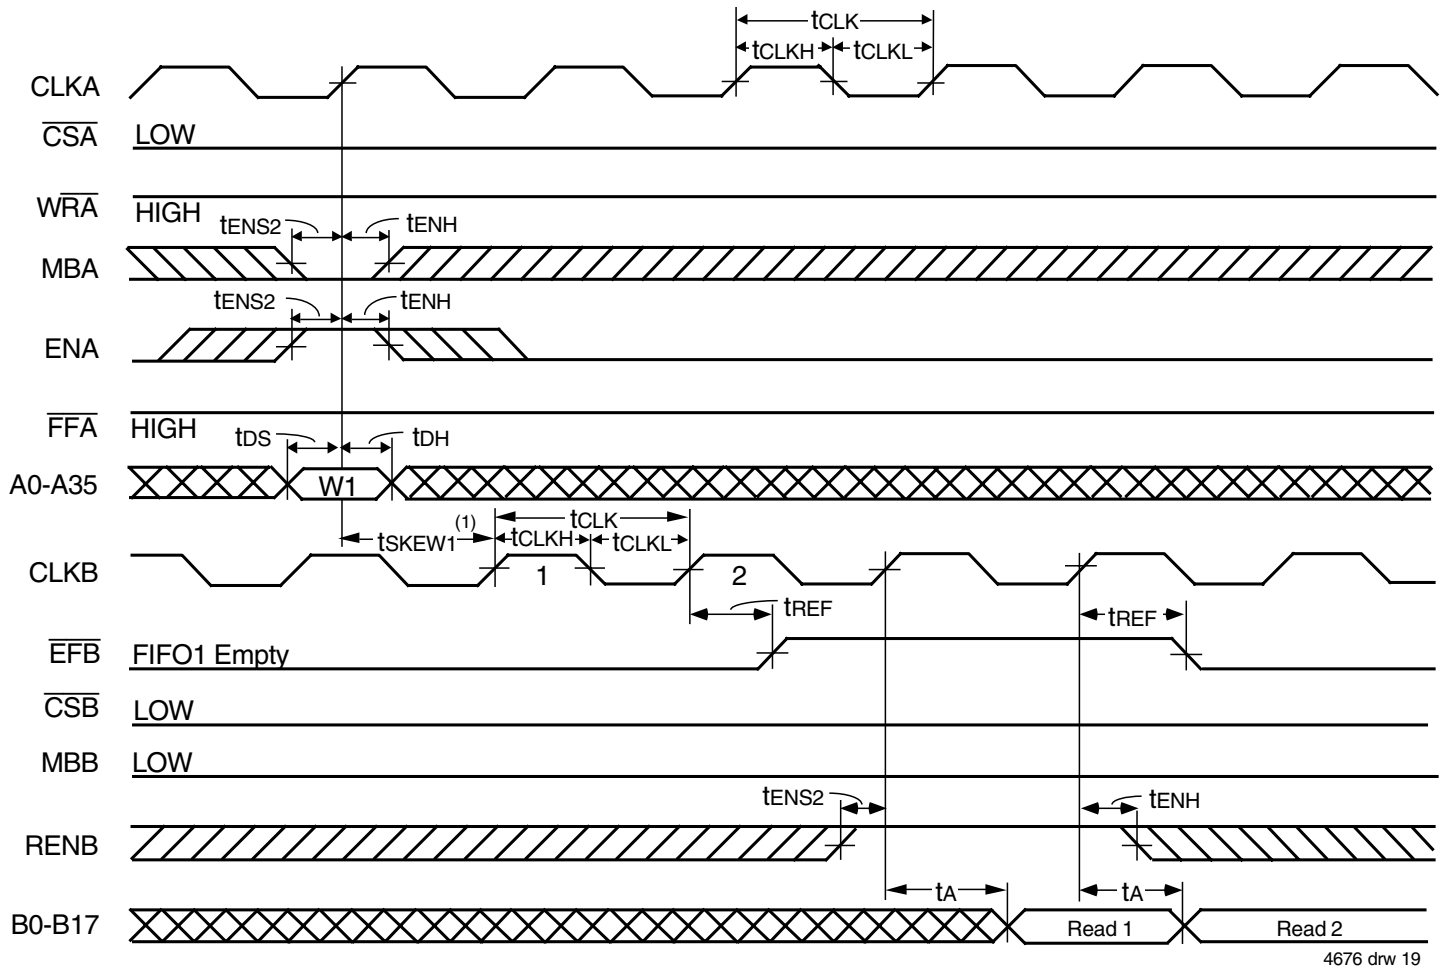 tCLK
tCLKH tCLKL
CLKA
CSA LOW
WRA HIGH
tENS2 tENH
MBA
tENS2 tENH
ENA
FFA HIGH
tDS tDH
A0-A35 W1
tSKEW1 (1) tCLK
tCLKH tCLKL
CLKB 1 2
tREF tREF
EFB FIFO1 Empty
CSB LOW
MBB LOW
tENS2 tENH
RENB
tA tA
B0-B17 Read 1 Read 2
4676 drw 19